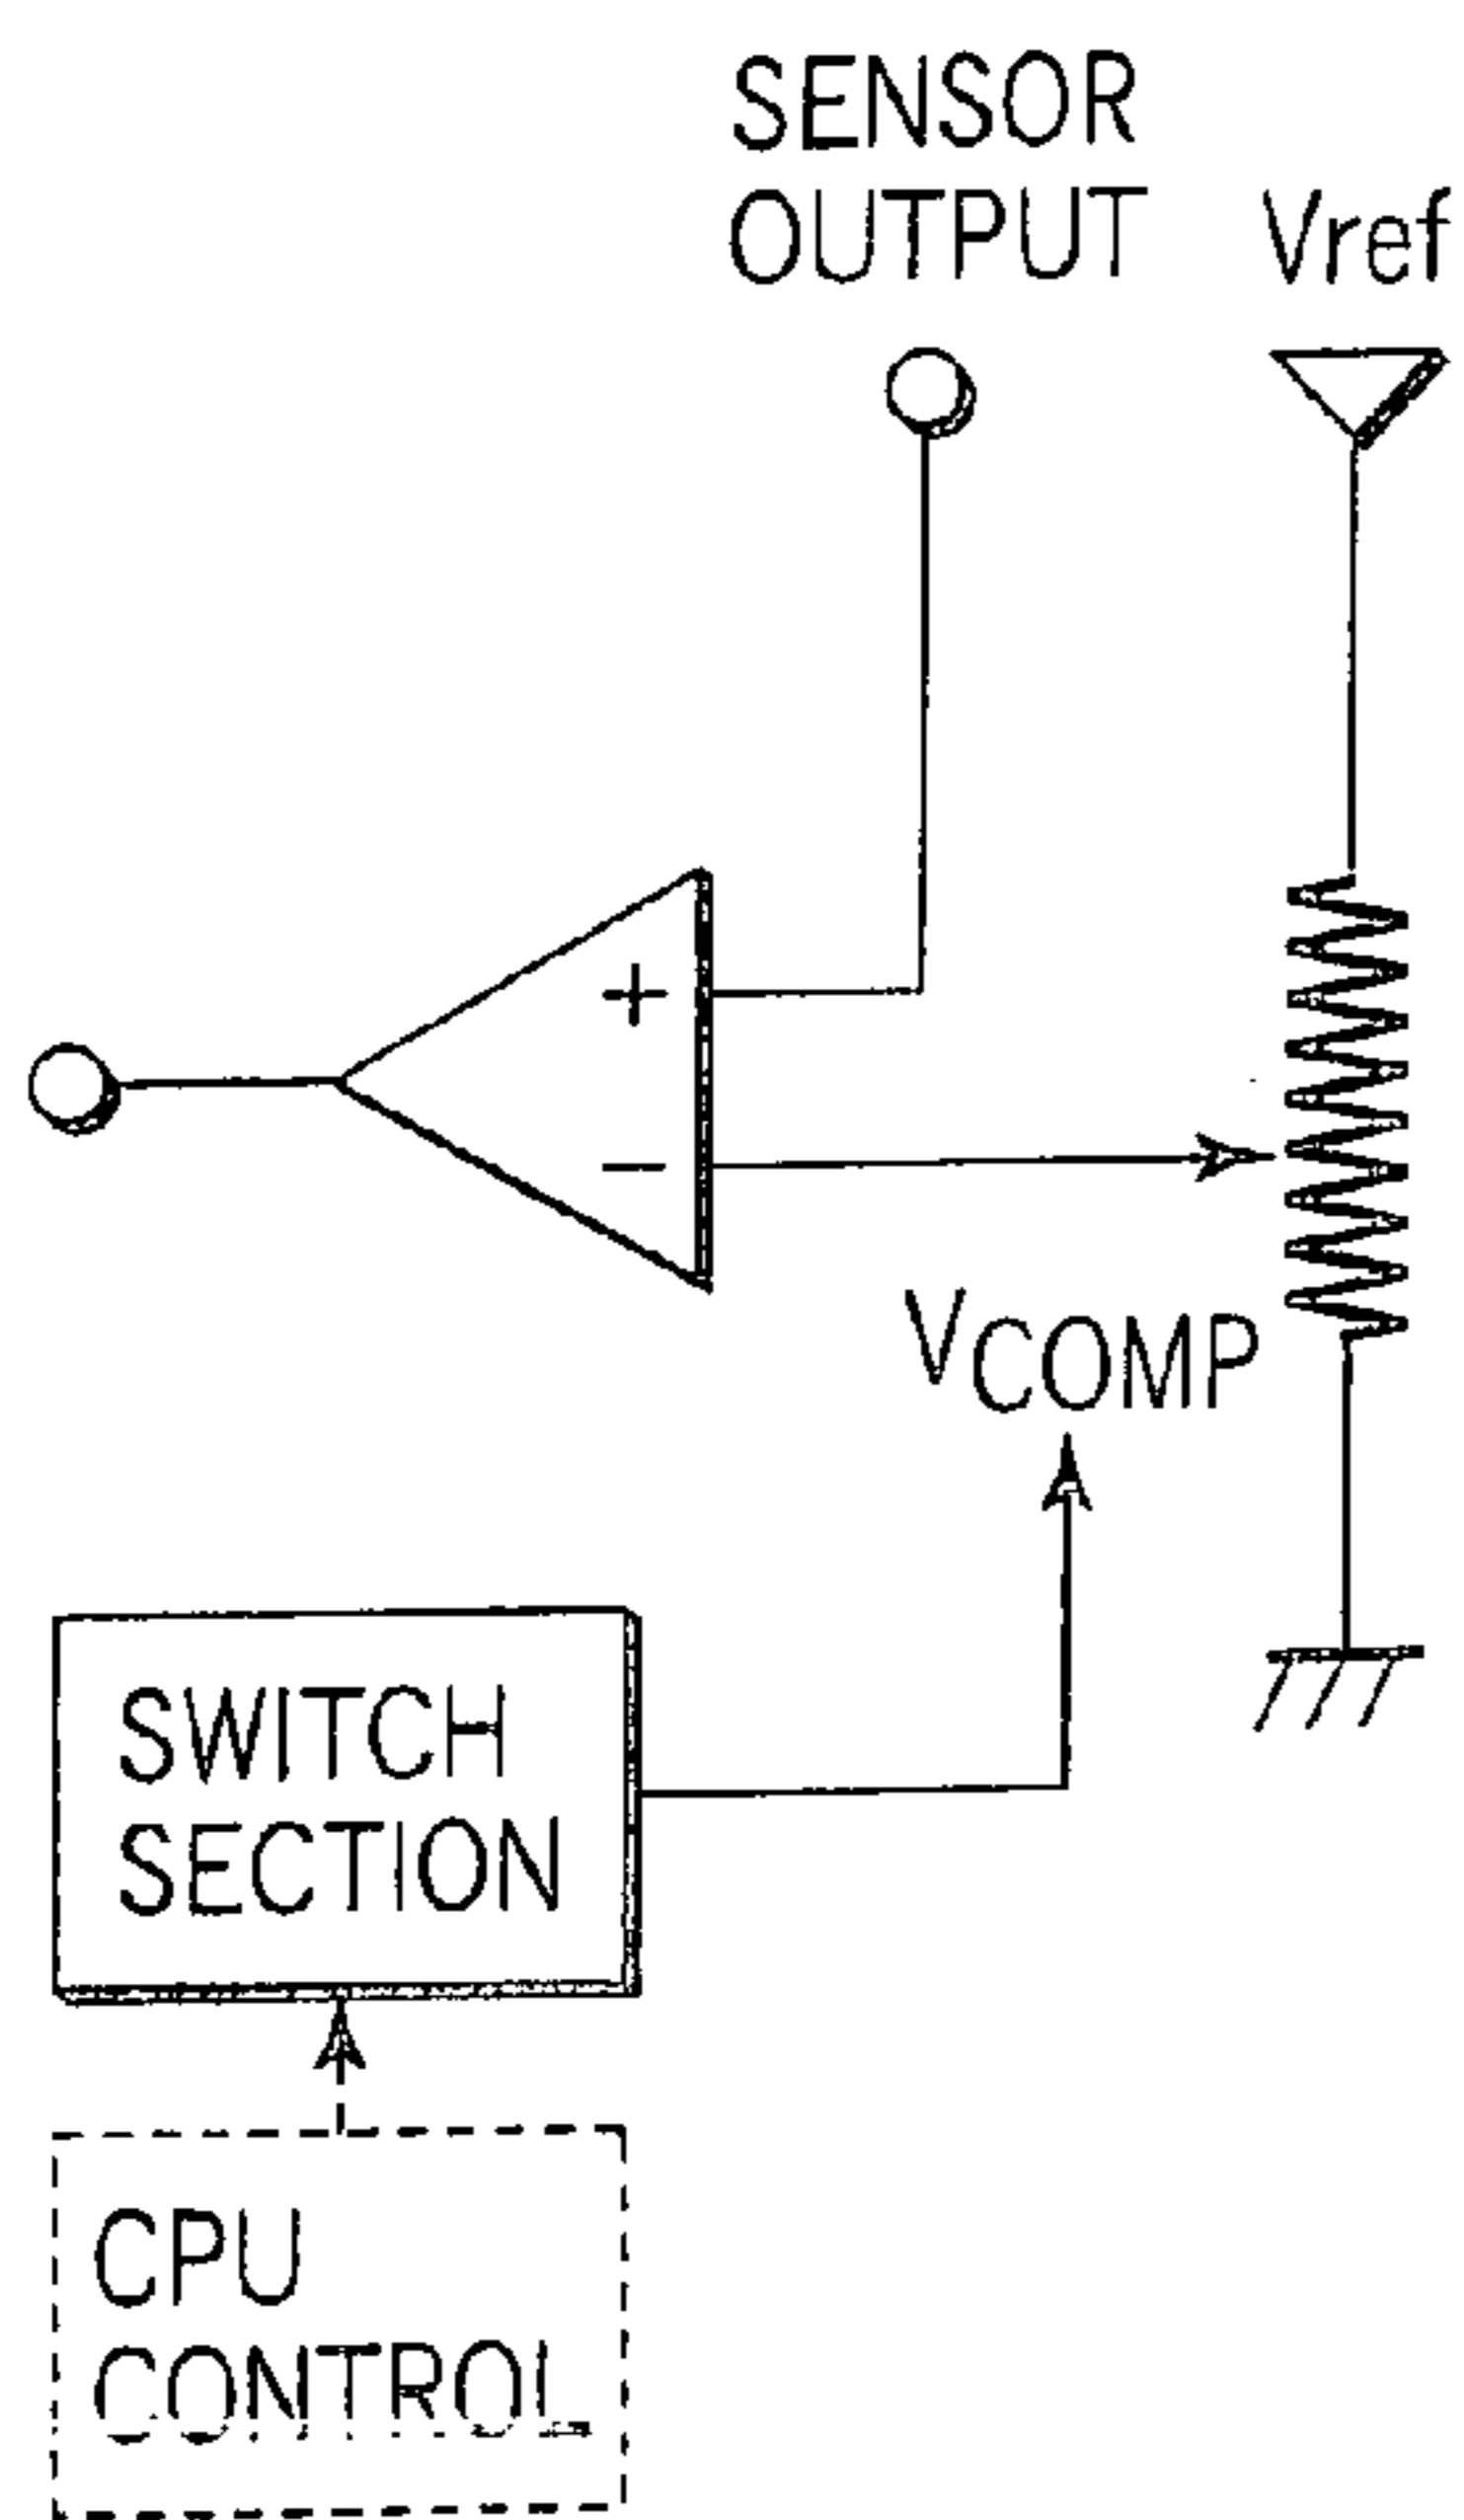 SENSOR
OUTPUT
Vref
+
−
VCOMP
SWITCH
SECTION
CPU
CONTROL